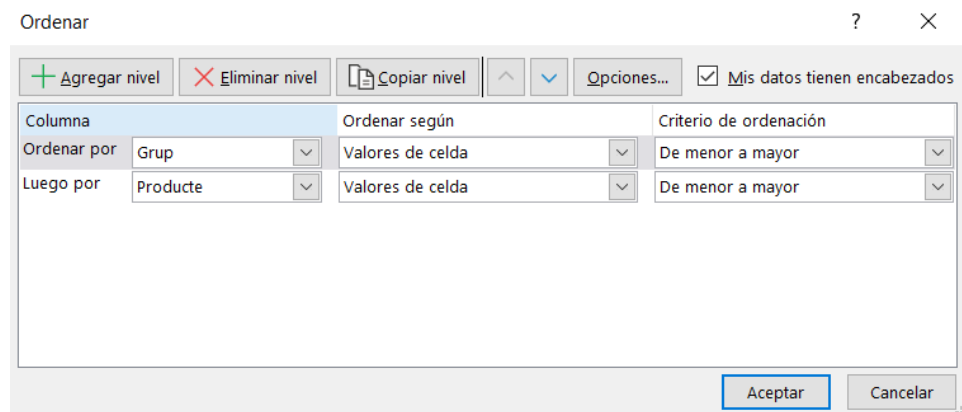 Ordenar ?
Agregar nivel Eliminar nivel Copiar nivel Opciones... Mis datos tienen encabezados
Columna Ordenar según Criterio de ordenación
Ordenar por Grup Valores de celda De menor a mayor
Luego por Producte Valores de celda De menor a mayor
Aceptar Cancelar